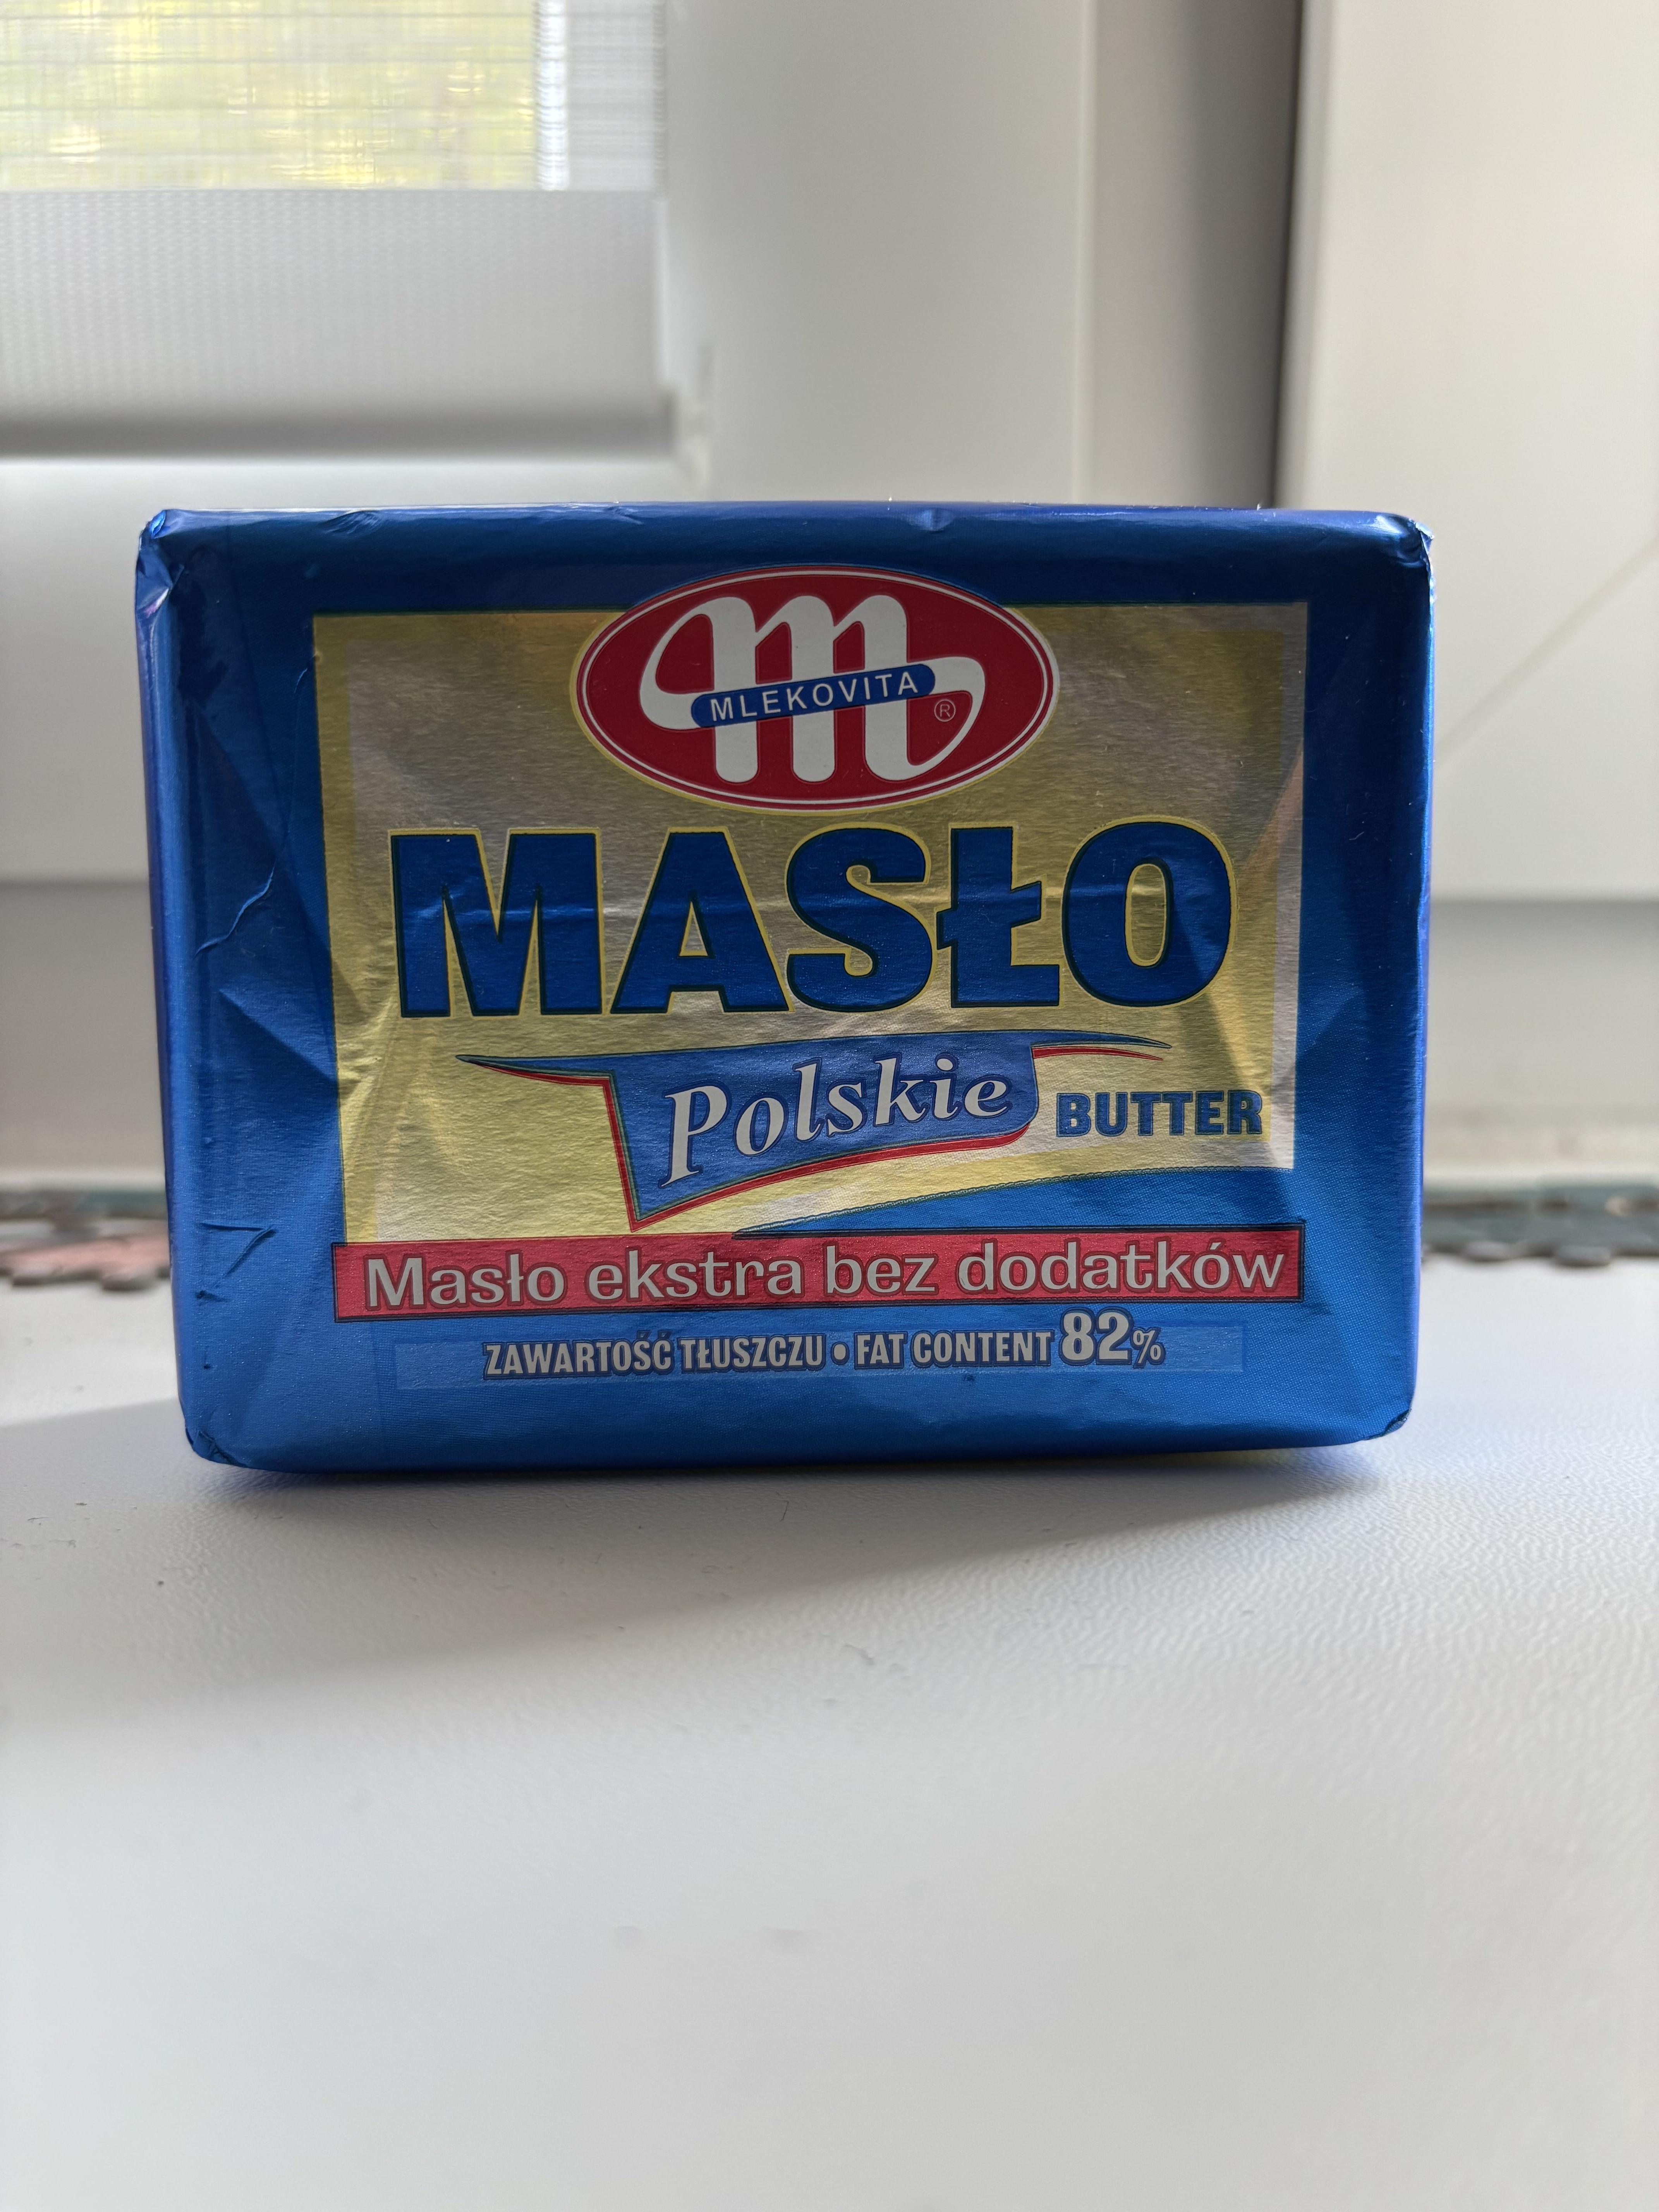 MLEKOVITA ®
MASŁO
Polskie
BUTTER
Masło ekstra bez dodatków
ZAWARTOŚĆ TŁUSZCZU • FAT CONTENT 82%